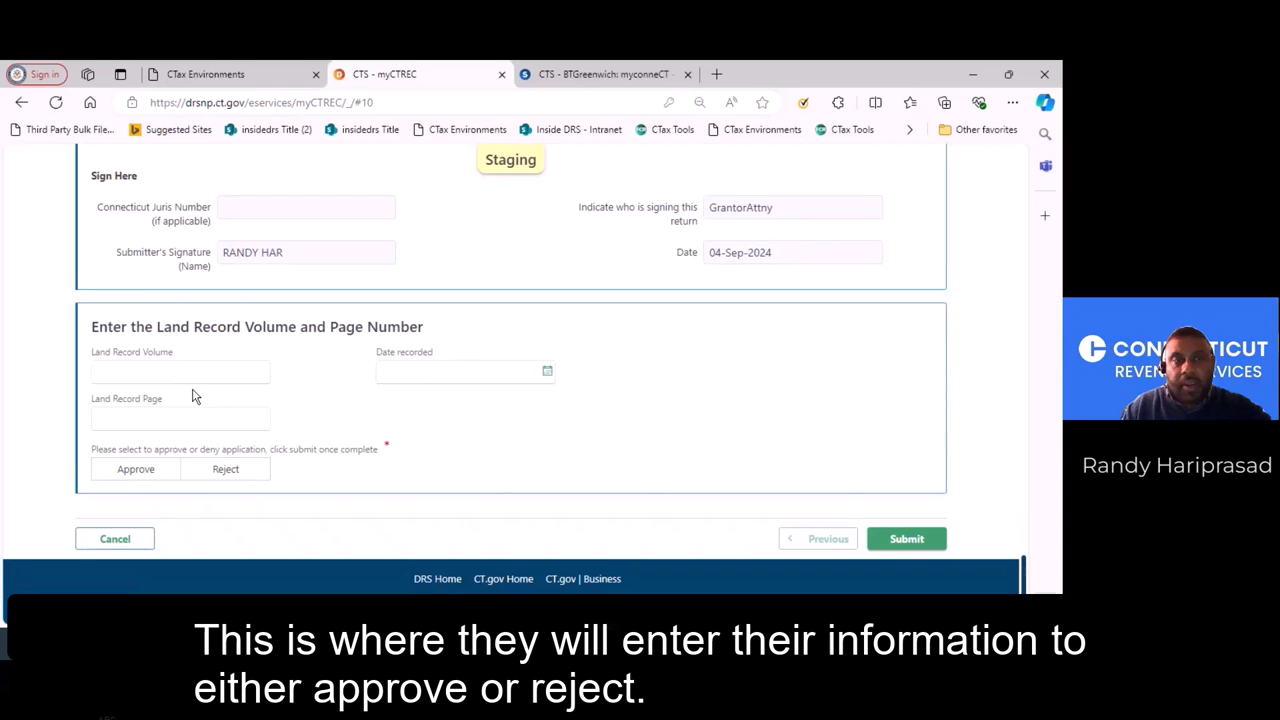 Sign in
CTax Environments
CTS - myCTREC
CTS - BTGreenwich: myconneCT -
https://drsnp.ct.gov/eservices/myCTREC/_/#10
Third Party Bulk File...
Suggested Sites
insidedrs Title (2)
insidedrs Title
CTax Environments
Inside DRS - Intranet
CTax Tools
CTax Environments
CTax Tools
Other favorites
Staging
Sign Here
Connecticut Juris Number
(if applicable)
Indicate who is signing this
return
GrantorAttny
Submitter's Signature
(Name)
RANDY HAR
Date
04-Sep-2024
Enter the Land Record Volume and Page Number
Land Record Volume
Date recorded
Land Record Page
Please select to approve or deny application, click submit once complete *
Approve
Reject
Cancel
Previous
Submit
DRS Home
CT.gov Home
CT.gov | Business
Randy Hariprasad
This is where they will enter their information to
either approve or reject.